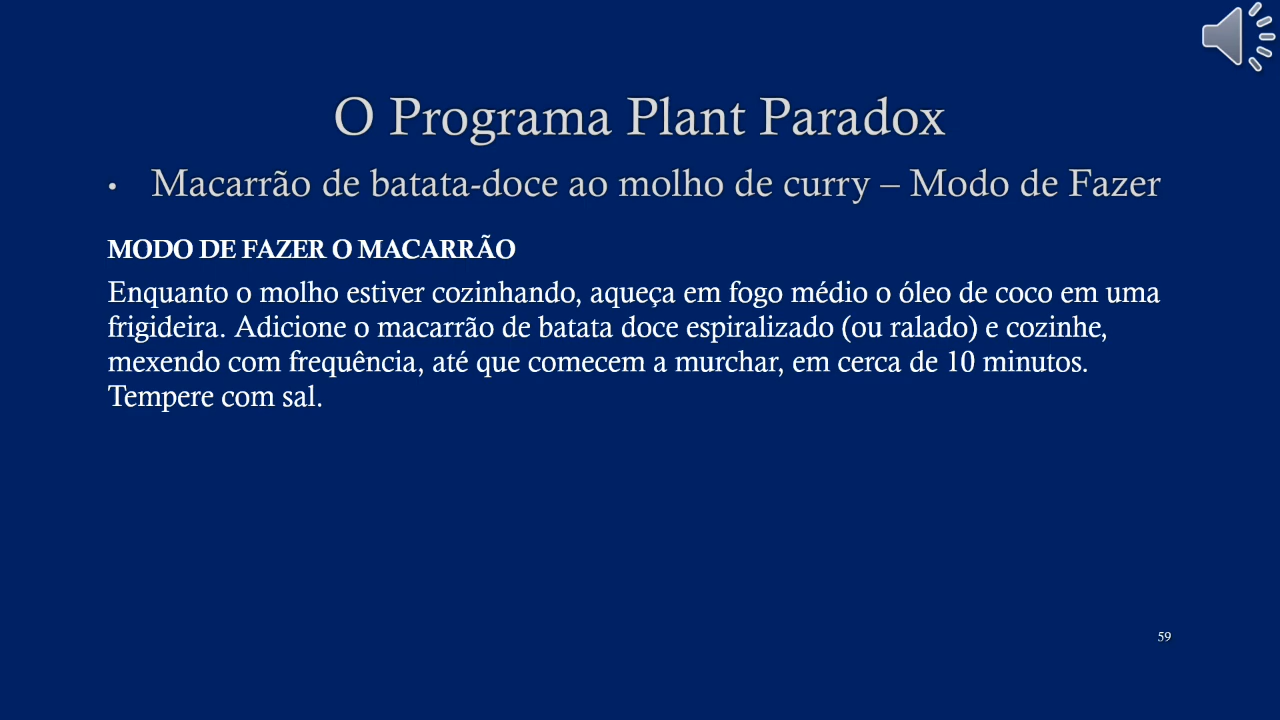 O Programa Plant Paradox
• Macarrão de batata-doce ao molho de curry – Modo de Fazer
MODO DE FAZER O MACARRÃO
Enquanto o molho estiver cozinhando, aqueça em fogo médio o óleo de coco em uma
frigideira. Adicione o macarrão de batata doce espiralizado (ou ralado) e cozinhe,
mexendo com frequência, até que comecem a murchar, em cerca de 10 minutos.
Tempere com sal.
59